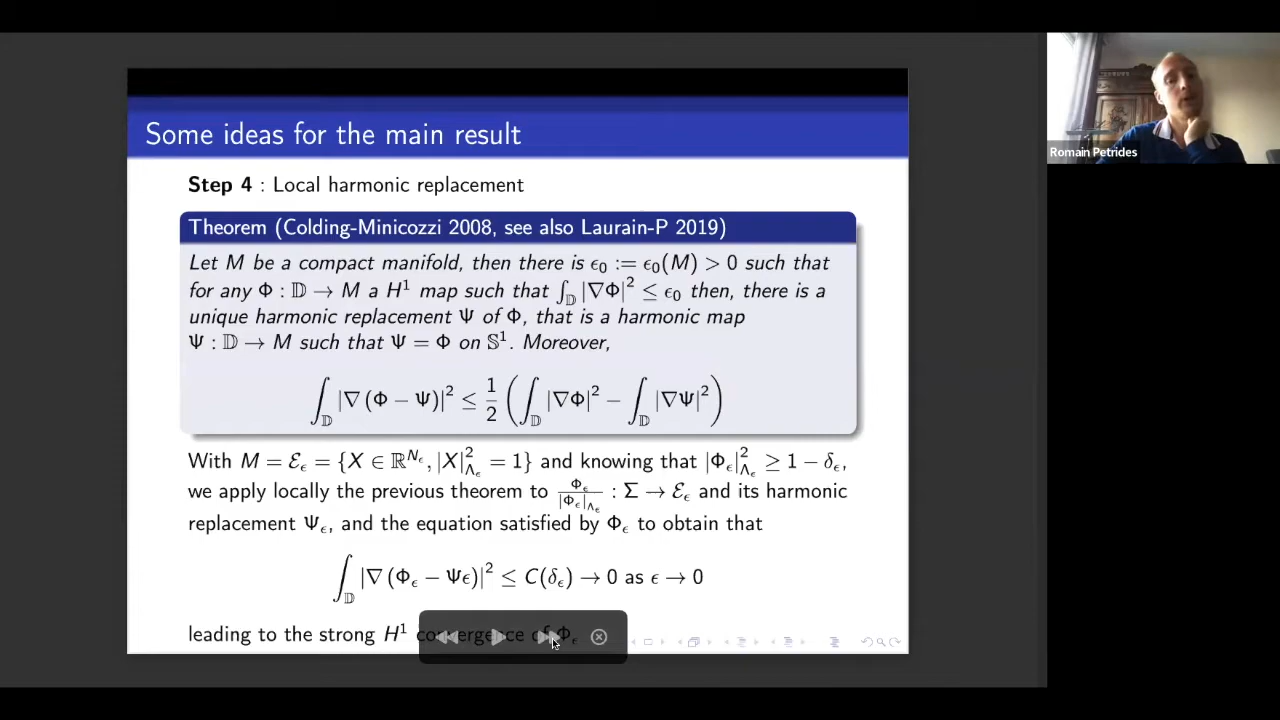 Some ideas for the main result
Romain Petrides
Step 4 : Local harmonic replacement
Theorem (Colding-Minicozzi 2008, see also Laurain-P 2019)
Let M be a compact manifold, then there is ϵ₀ := ϵ₀(M) > 0 such that
for any Φ : 𝔻 → M a H¹ map such that ∫_𝔻 |∇Φ|² ≤ ϵ₀ then, there is a
unique harmonic replacement Ψ of Φ, that is a harmonic map
Ψ : 𝔻 → M such that Ψ = Φ on 𝕊¹. Moreover,
∫_𝔻 |∇ (Φ − Ψ)|² ≤ 1/2 (∫_𝔻 |∇Φ|² − ∫_𝔻 |∇Ψ|²)
With M = ℰ_ϵ = {X ∈ ℝ^{N_ϵ}, |X|²_{Λ_ϵ} = 1} and knowing that |Φ_ϵ|²_{Λ_ϵ} ≥ 1 − δ_ϵ,
we apply locally the previous theorem to Φ_ϵ/|Φ_ϵ|_{Λ_ϵ} : Σ → ℰ_ϵ and its harmonic
replacement Ψ_ϵ, and the equation satisfied by Φ_ϵ to obtain that
∫_𝔻 |∇ (Φ_ϵ − Ψϵ)|² ≤ C(δ_ϵ) → 0 as ϵ → 0
leading to the strong H¹ convergence of Φ_ϵ